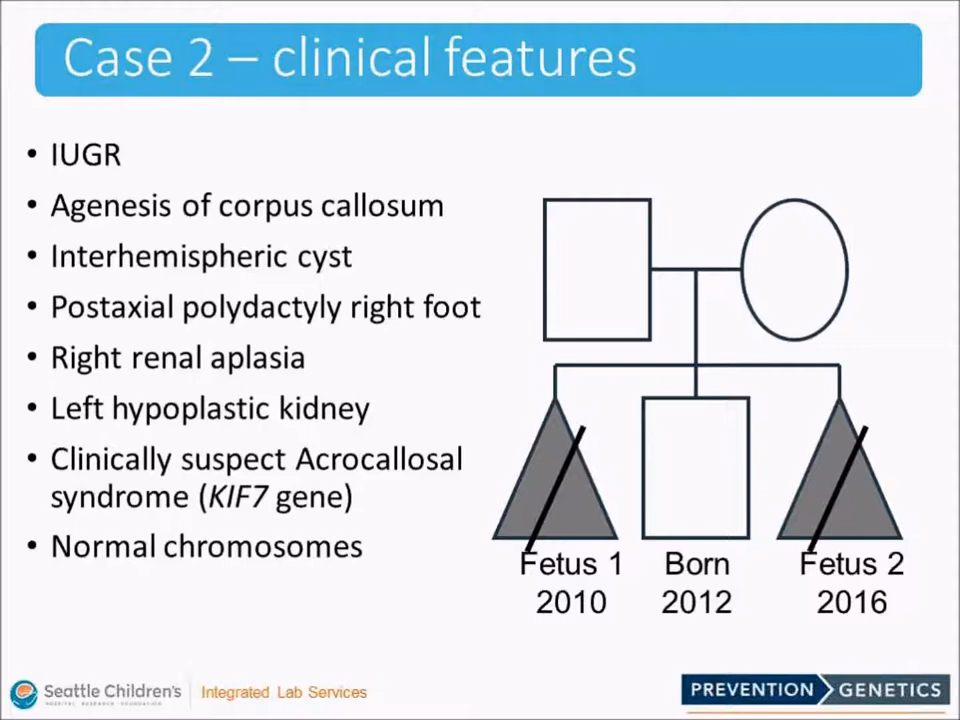 Case 2 – clinical features
• IUGR
• Agenesis of corpus callosum
• Interhemispheric cyst
• Postaxial polydactyly right foot
• Right renal aplasia
• Left hypoplastic kidney
• Clinically suspect Acrocallosal
syndrome (KIF7 gene)
• Normal chromosomes
Fetus 1
2010
Born
2012
Fetus 2
2016
Seattle Children's
HOSPITAL · RESEARCH · FOUNDATION
Integrated Lab Services
PREVENTION GENETICS